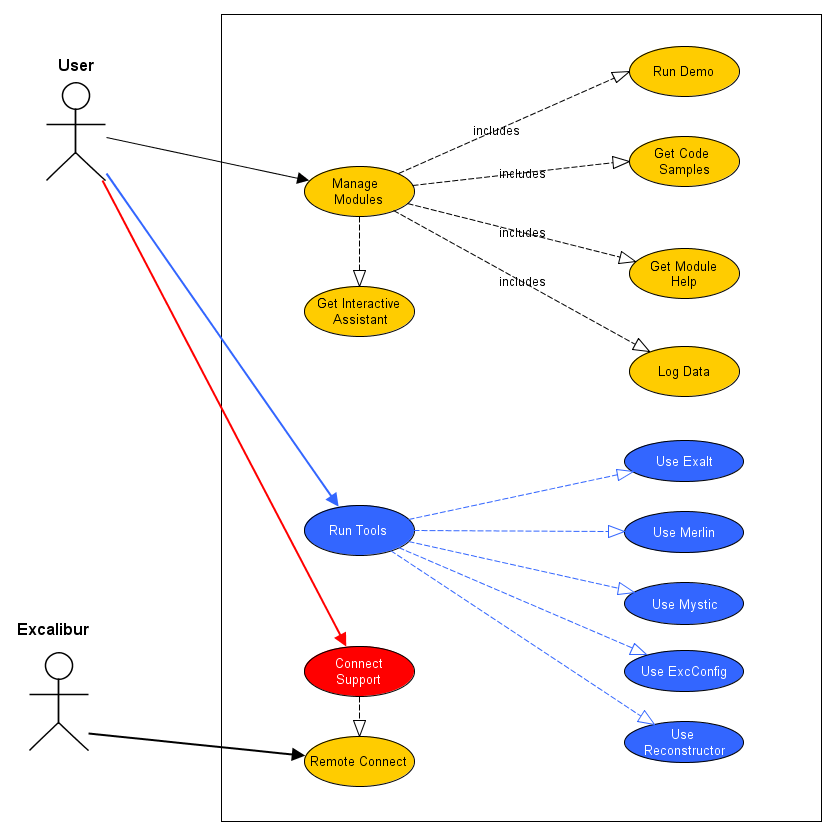 User
Run Demo
includes
Get Code
Samples
includes
Manage
Modules
includes
Get Module
Help
includes
Get Interactive
Assistant
Log Data
Use Exalt
Run Tools
Use Merlin
Use Mystic
Excalibur
Connect
Support
Use ExcConfig
Use
Reconstructor
Remote Connect